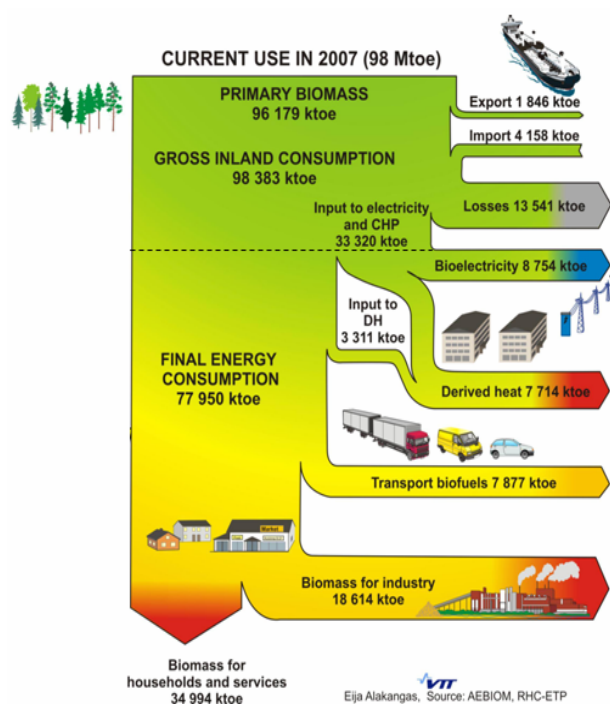 CURRENT USE IN 2007 (98 Mtoe)
PRIMARY BIOMASS
96 179 ktoe
Export 1 846 ktoe
Import 4 158 ktoe
GROSS INLAND CONSUMPTION
98 383 ktoe
Losses 13 541 ktoe
Input to electricity
and CHP
33 320 ktoe
Bioelectricity 8 754 ktoe
Input to
DH
3 311 ktoe
FINAL ENERGY
CONSUMPTION
77 950 ktoe
Derived heat 7 714 ktoe
Transport biofuels 7 877 ktoe
Market
Biomass for industry
18 614 ktoe
Biomass for
households and services
34 994 ktoe
VTT
Eija Alakangas, Source: AEBIOM, RHC-ETP